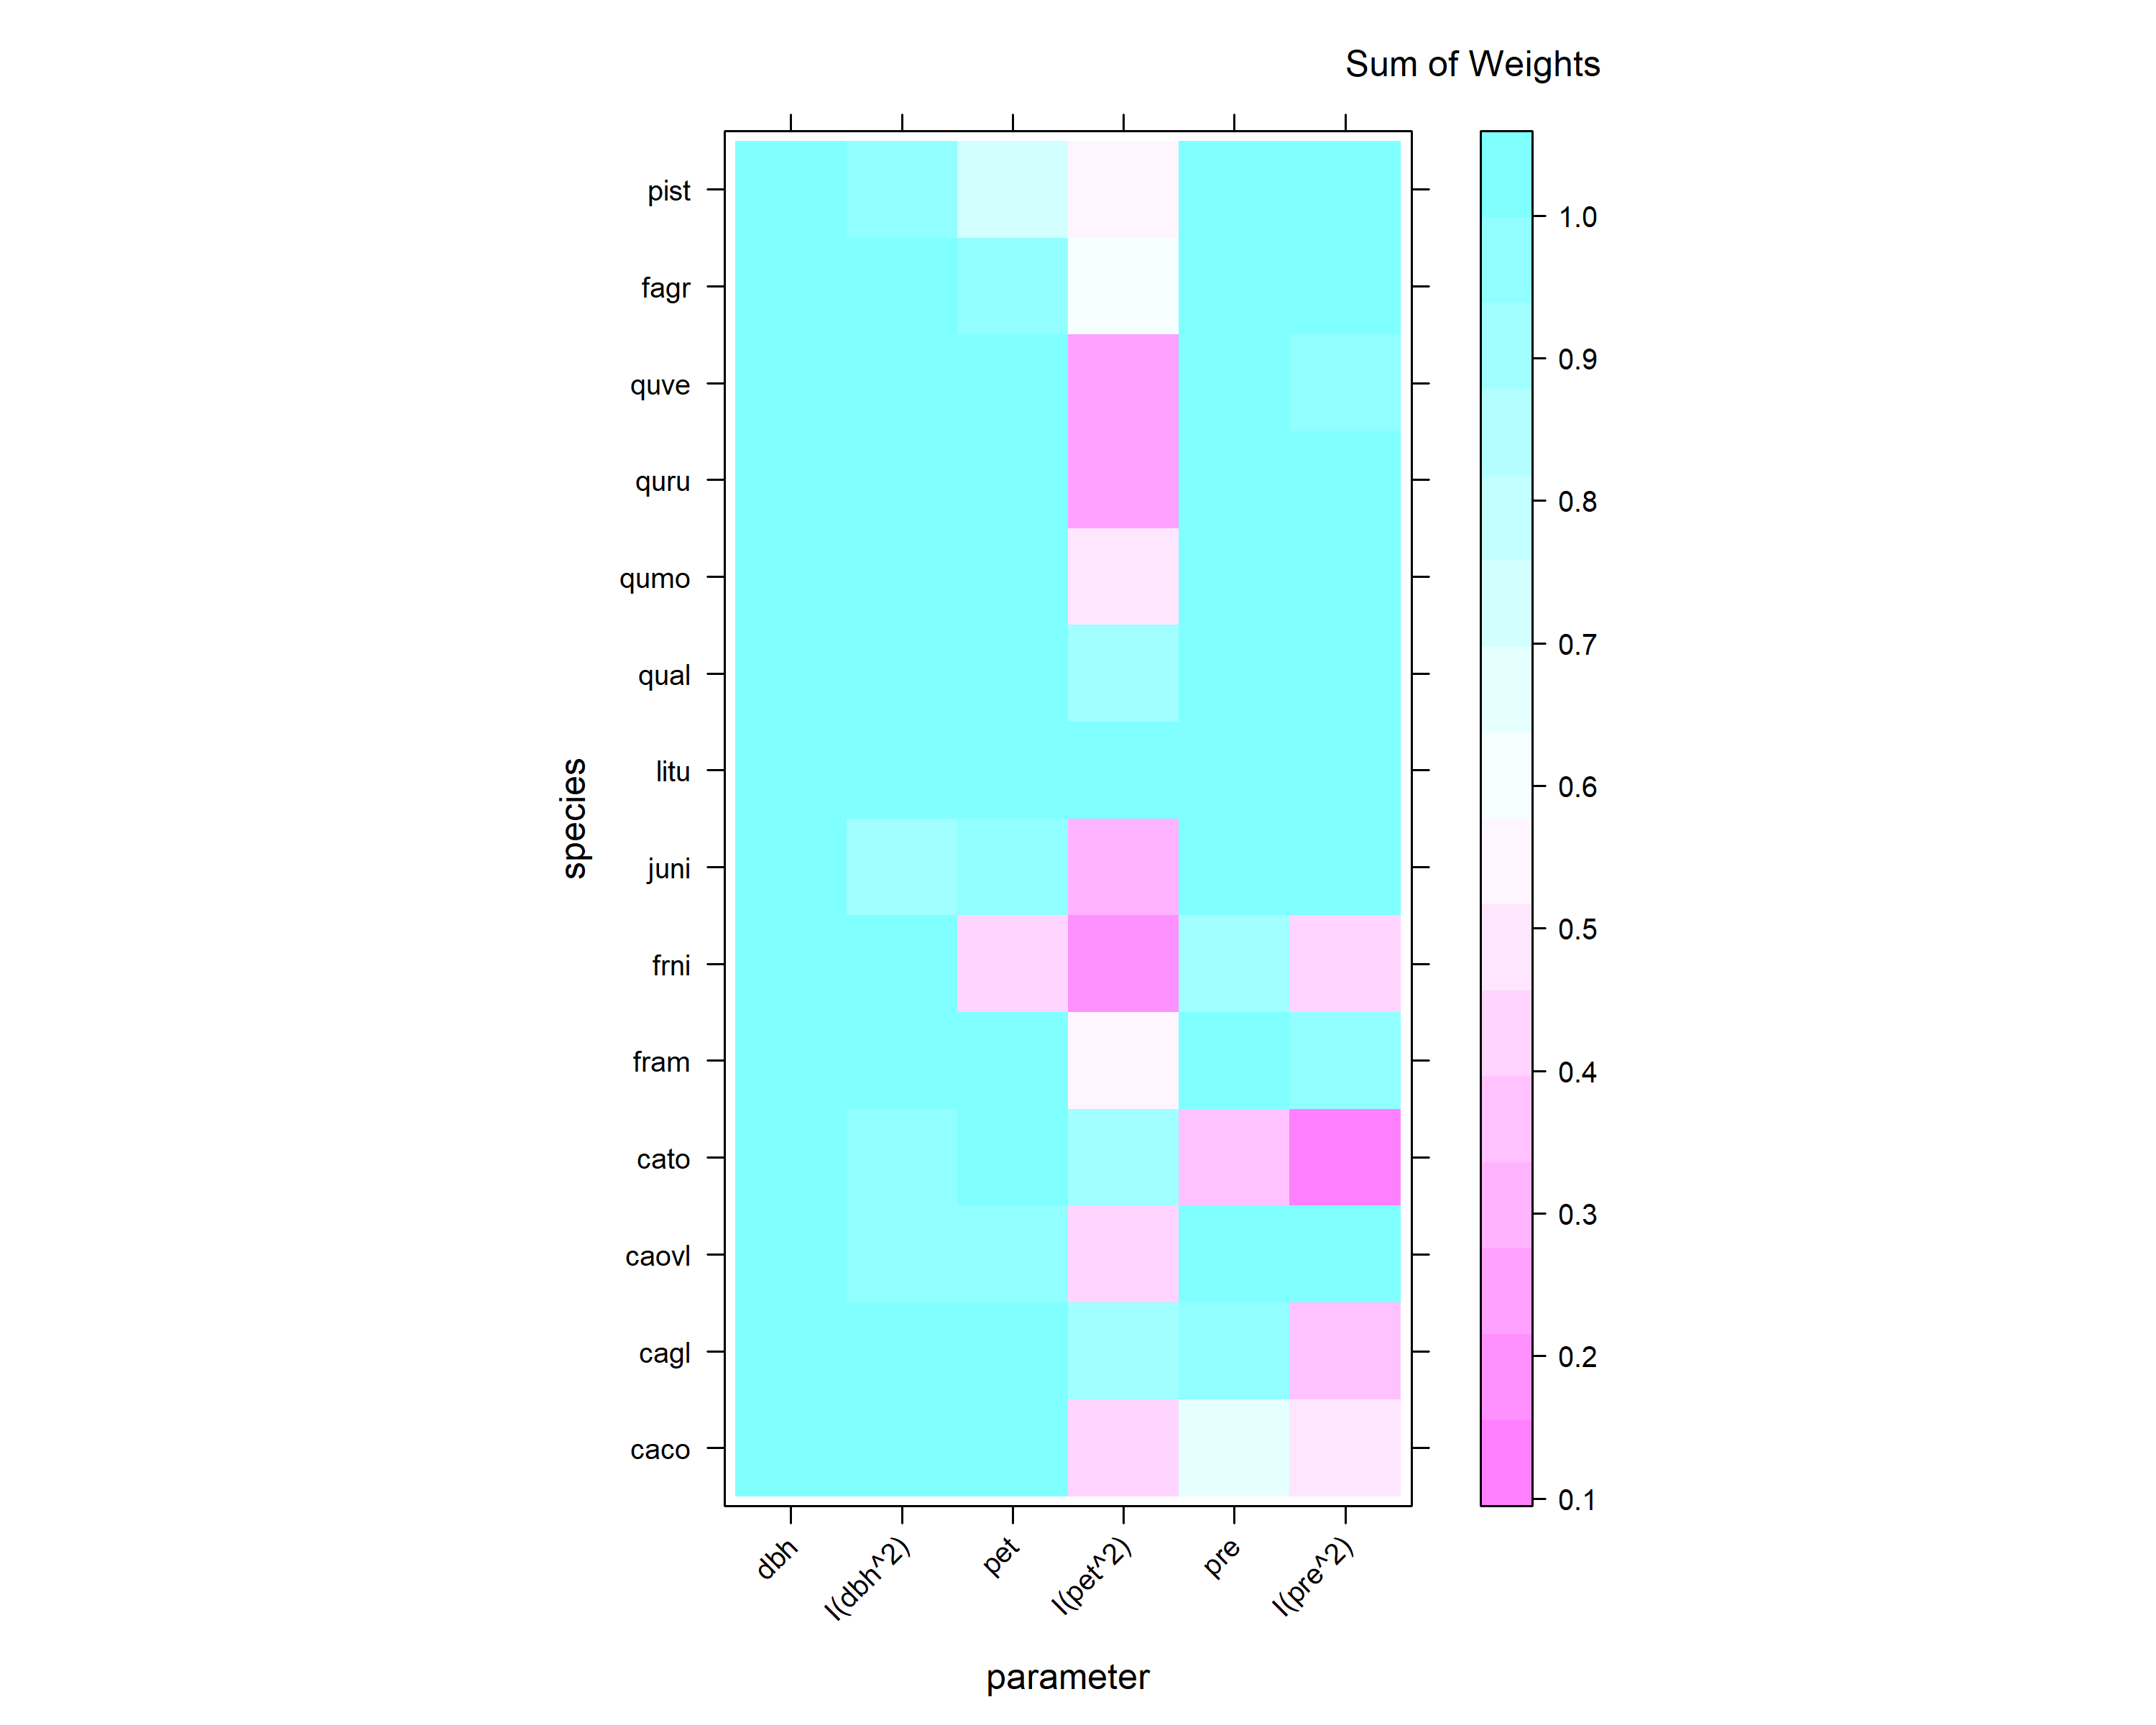 Sum of Weights
pist
fagr
quve
quru
qumo
qual
litu
juni
frni
fram
cato
caovl
cagl
caco
species
1.0
0.9
0.8
0.7
0.6
0.5
0.4
0.3
0.2
0.1
dbh
I(dbh^2)
pet
I(pet^2)
pre
I(pre^2)
parameter